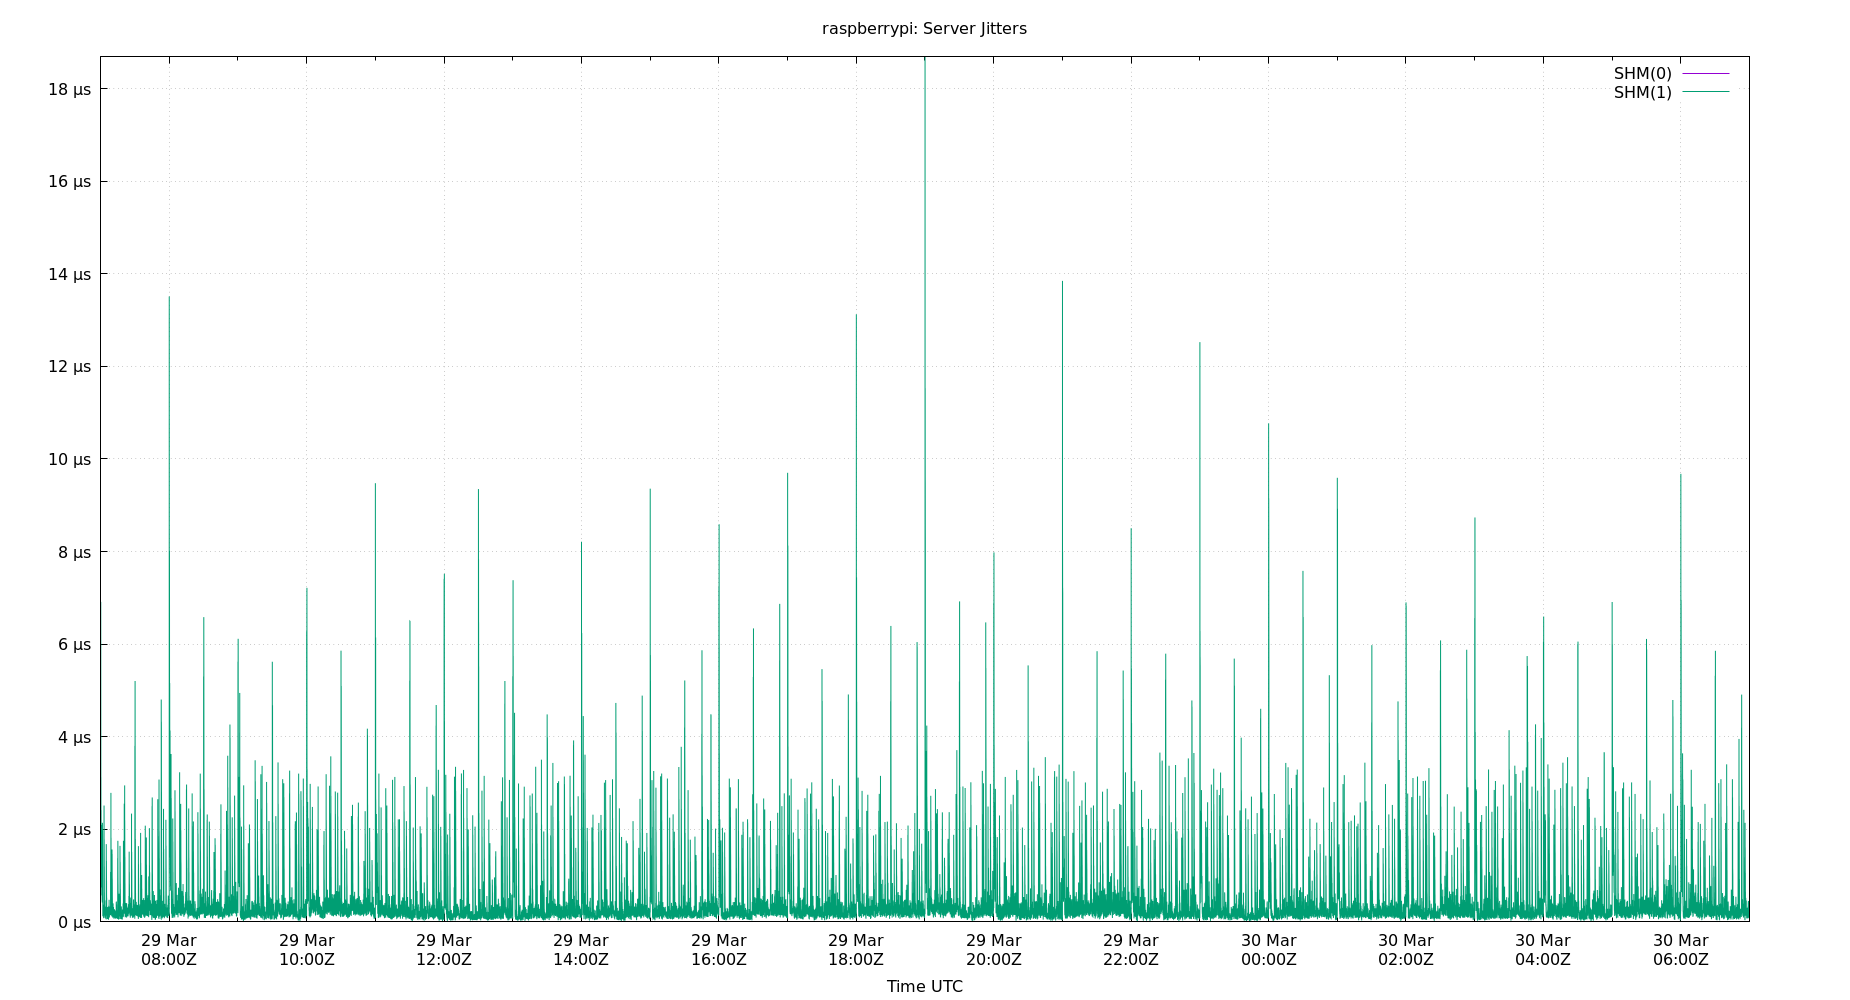 raspberrypi: Server Jitters
SHM(0)
SHM(1)
18 µs
16 µs
14 µs
12 µs
10 µs
8 µs
6 µs
4 µs
2 µs
0 µs
29 Mar 29 Mar 29 Mar 29 Mar 29 Mar 29 Mar 29 Mar 29 Mar 30 Mar 30 Mar 30 Mar 30 Mar
08:00Z 10:00Z 12:00Z 14:00Z 16:00Z 18:00Z 20:00Z 22:00Z 00:00Z 02:00Z 04:00Z 06:00Z
Time UTC